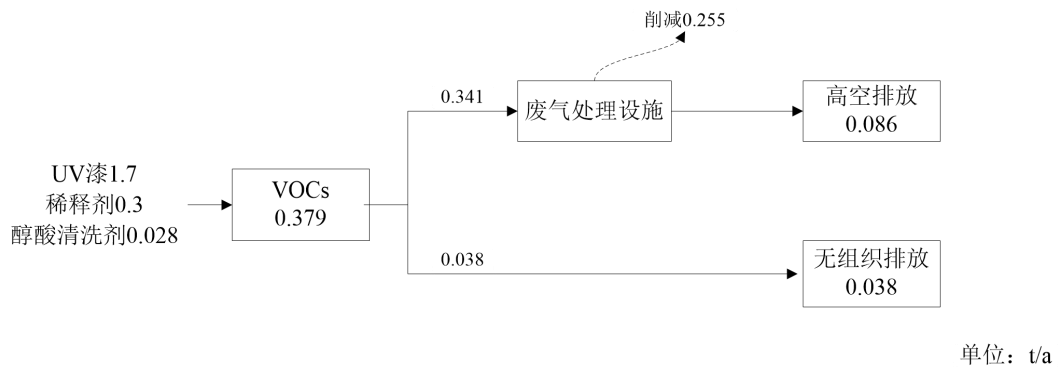 削减0.255
0.341
废气处理设施
高空排放
0.086
UV漆1.7
稀释剂0.3
醇酸清洗剂0.028
VOCs
0.379
0.038
无组织排放
0.038
单位：t/a